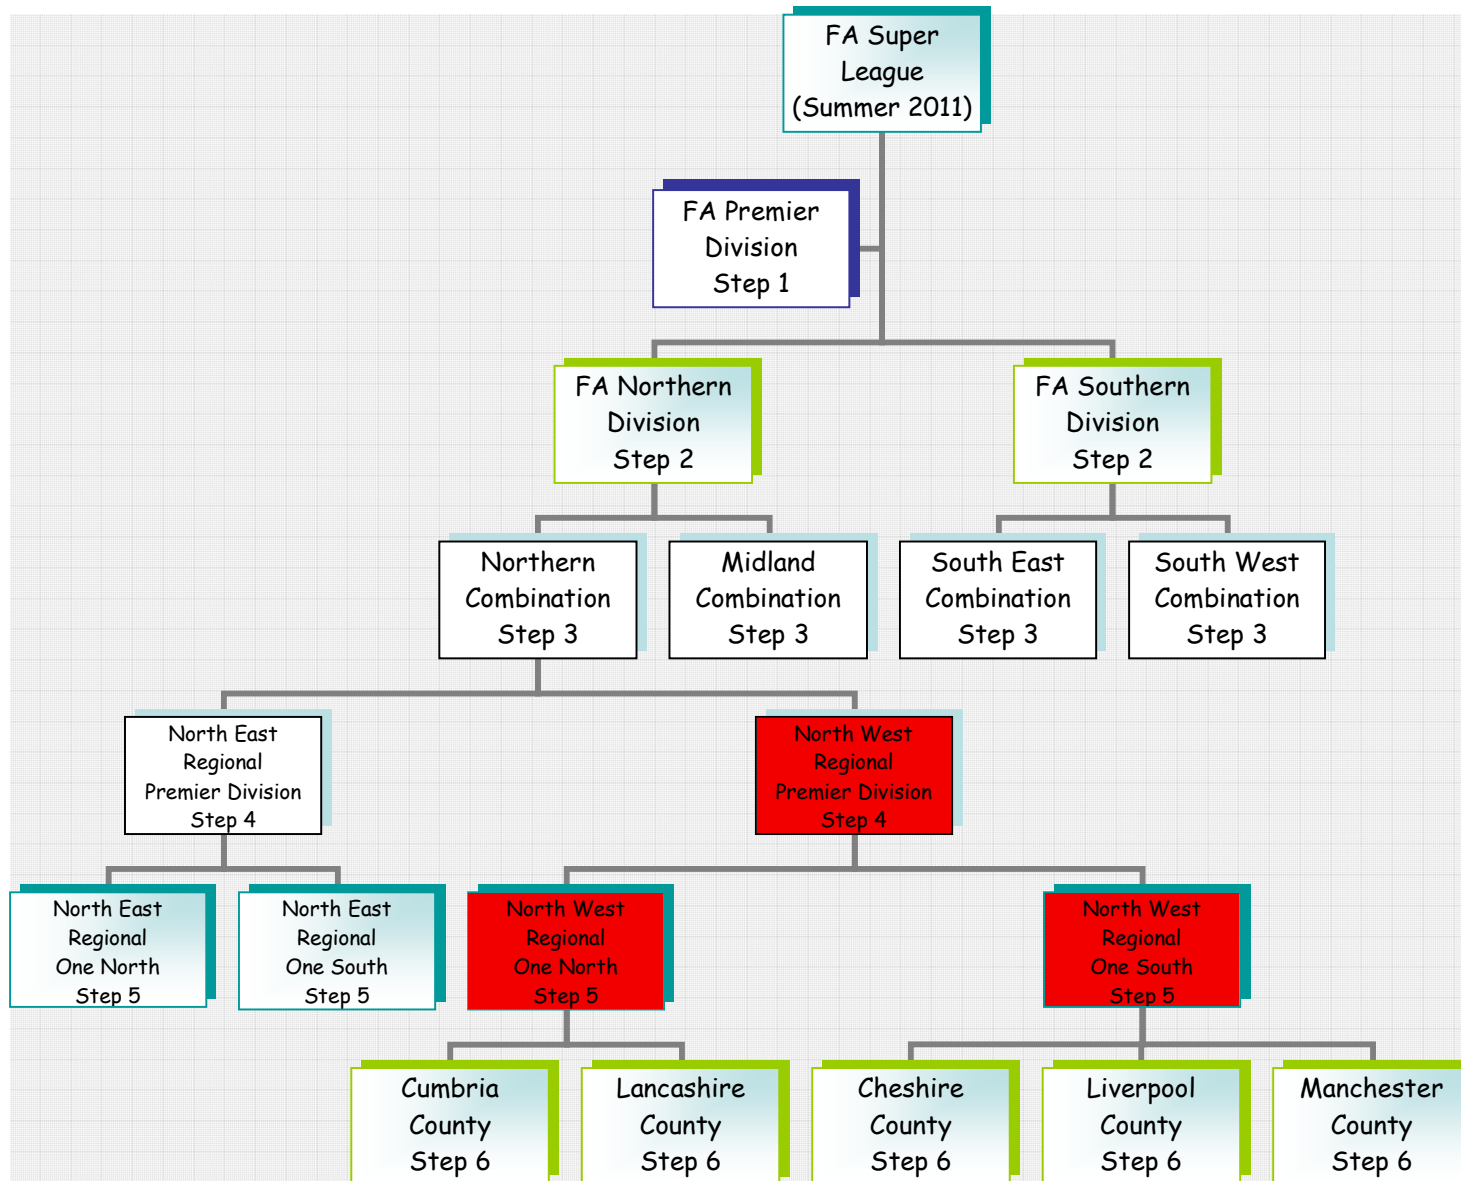 FA Super
League
(Summer 2011)
FA Premier
Division
Step 1
FA Northern
Division
Step 2
FA Southern
Division
Step 2
Northern
Combination
Step 3
Midland
Combination
Step 3
South East
Combination
Step 3
South West
Combination
Step 3
North East
Regional
Premier Division
Step 4
North West
Regional
Premier Division
Step 4
North East
Regional
One North
Step 5
North East
Regional
One South
Step 5
North West
Regional
One North
Step 5
North West
Regional
One South
Step 5
Cumbria
County
Step 6
Lancashire
County
Step 6
Cheshire
County
Step 6
Liverpool
County
Step 6
Manchester
County
Step 6